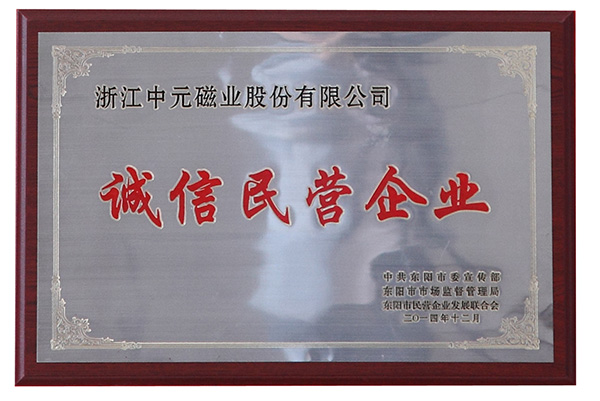 浙江中元磁业股份有限公司
诚信民营企业
中共东阳市委宣传部
东阳市市场监督管理局
东阳市民营企业发展联合会
二〇一四年十二月